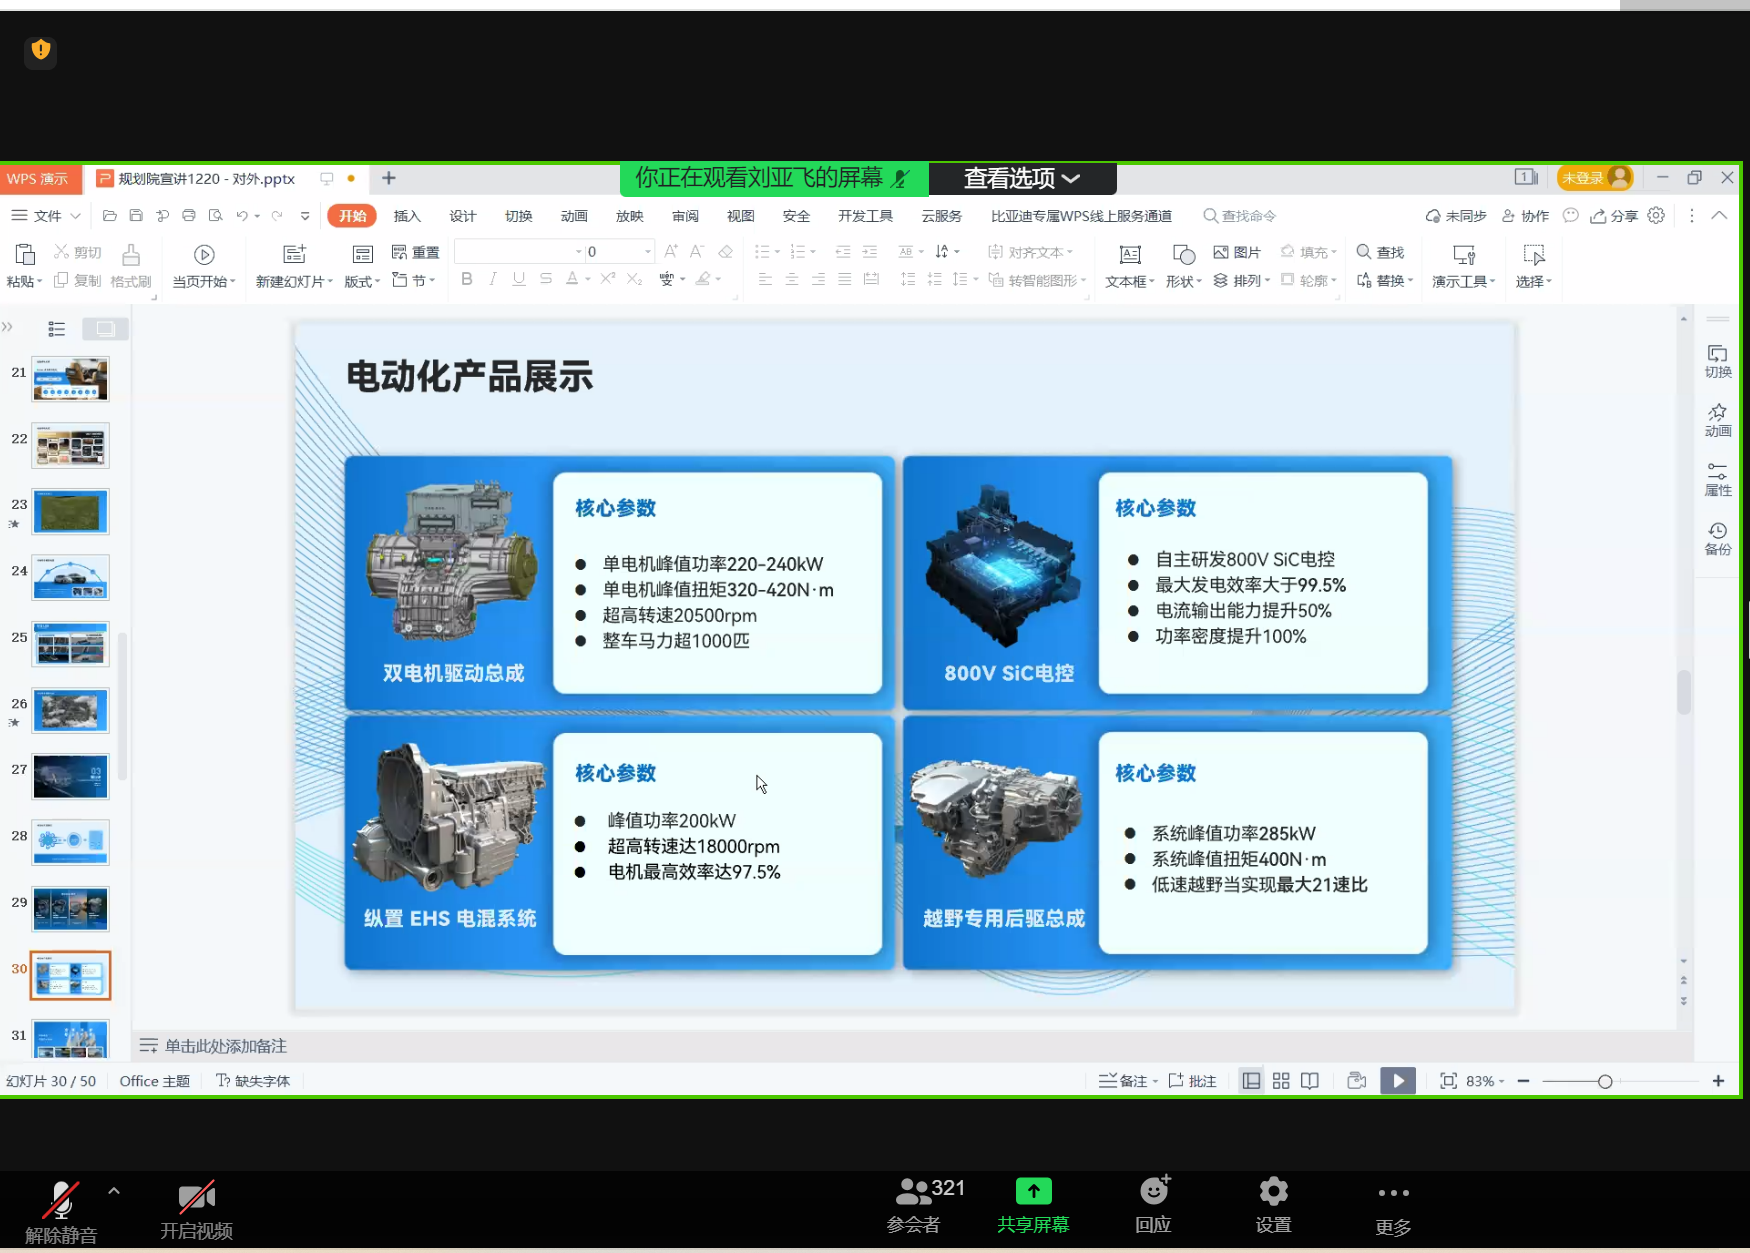 WPS 演示
规划院宣讲1220 - 对外.pptx
你正在观看刘亚飞的屏幕
查看选项
未登录
文件
开始
插入
设计
切换
动画
放映
审阅
视图
安全
开发工具
云服务
比亚迪专属WPS线上服务通道
查找命令
未同步
协作
分享
粘贴
剪切
复制
格式刷
当页开始
新建幻灯片
版式
重置
节
0
对齐文本
转智能图形
文本框
形状
图片
排列
填充
轮廓
查找
替换
演示工具
选择
21
22
23
24
25
26
27
28
29
30
31
电动化产品展示
核心参数
单电机峰值功率220-240kW
单电机峰值扭矩320-420N·m
超高转速20500rpm
整车马力超1000匹
双电机驱动总成
核心参数
自主研发800V SiC电控
最大发电效率大于99.5%
电流输出能力提升50%
功率密度提升100%
800V SiC电控
核心参数
峰值功率200kW
超高转速达18000rpm
电机最高效率达97.5%
纵置 EHS 电混系统
核心参数
系统峰值功率285kW
系统峰值扭矩400N·m
低速越野当实现最大21速比
越野专用后驱总成
切换
动画
属性
备份
单击此处添加备注
幻灯片 30 / 50
Office 主题
缺失字体
备注
批注
83%
解除静音
开启视频
321
参会者
共享屏幕
回应
设置
更多